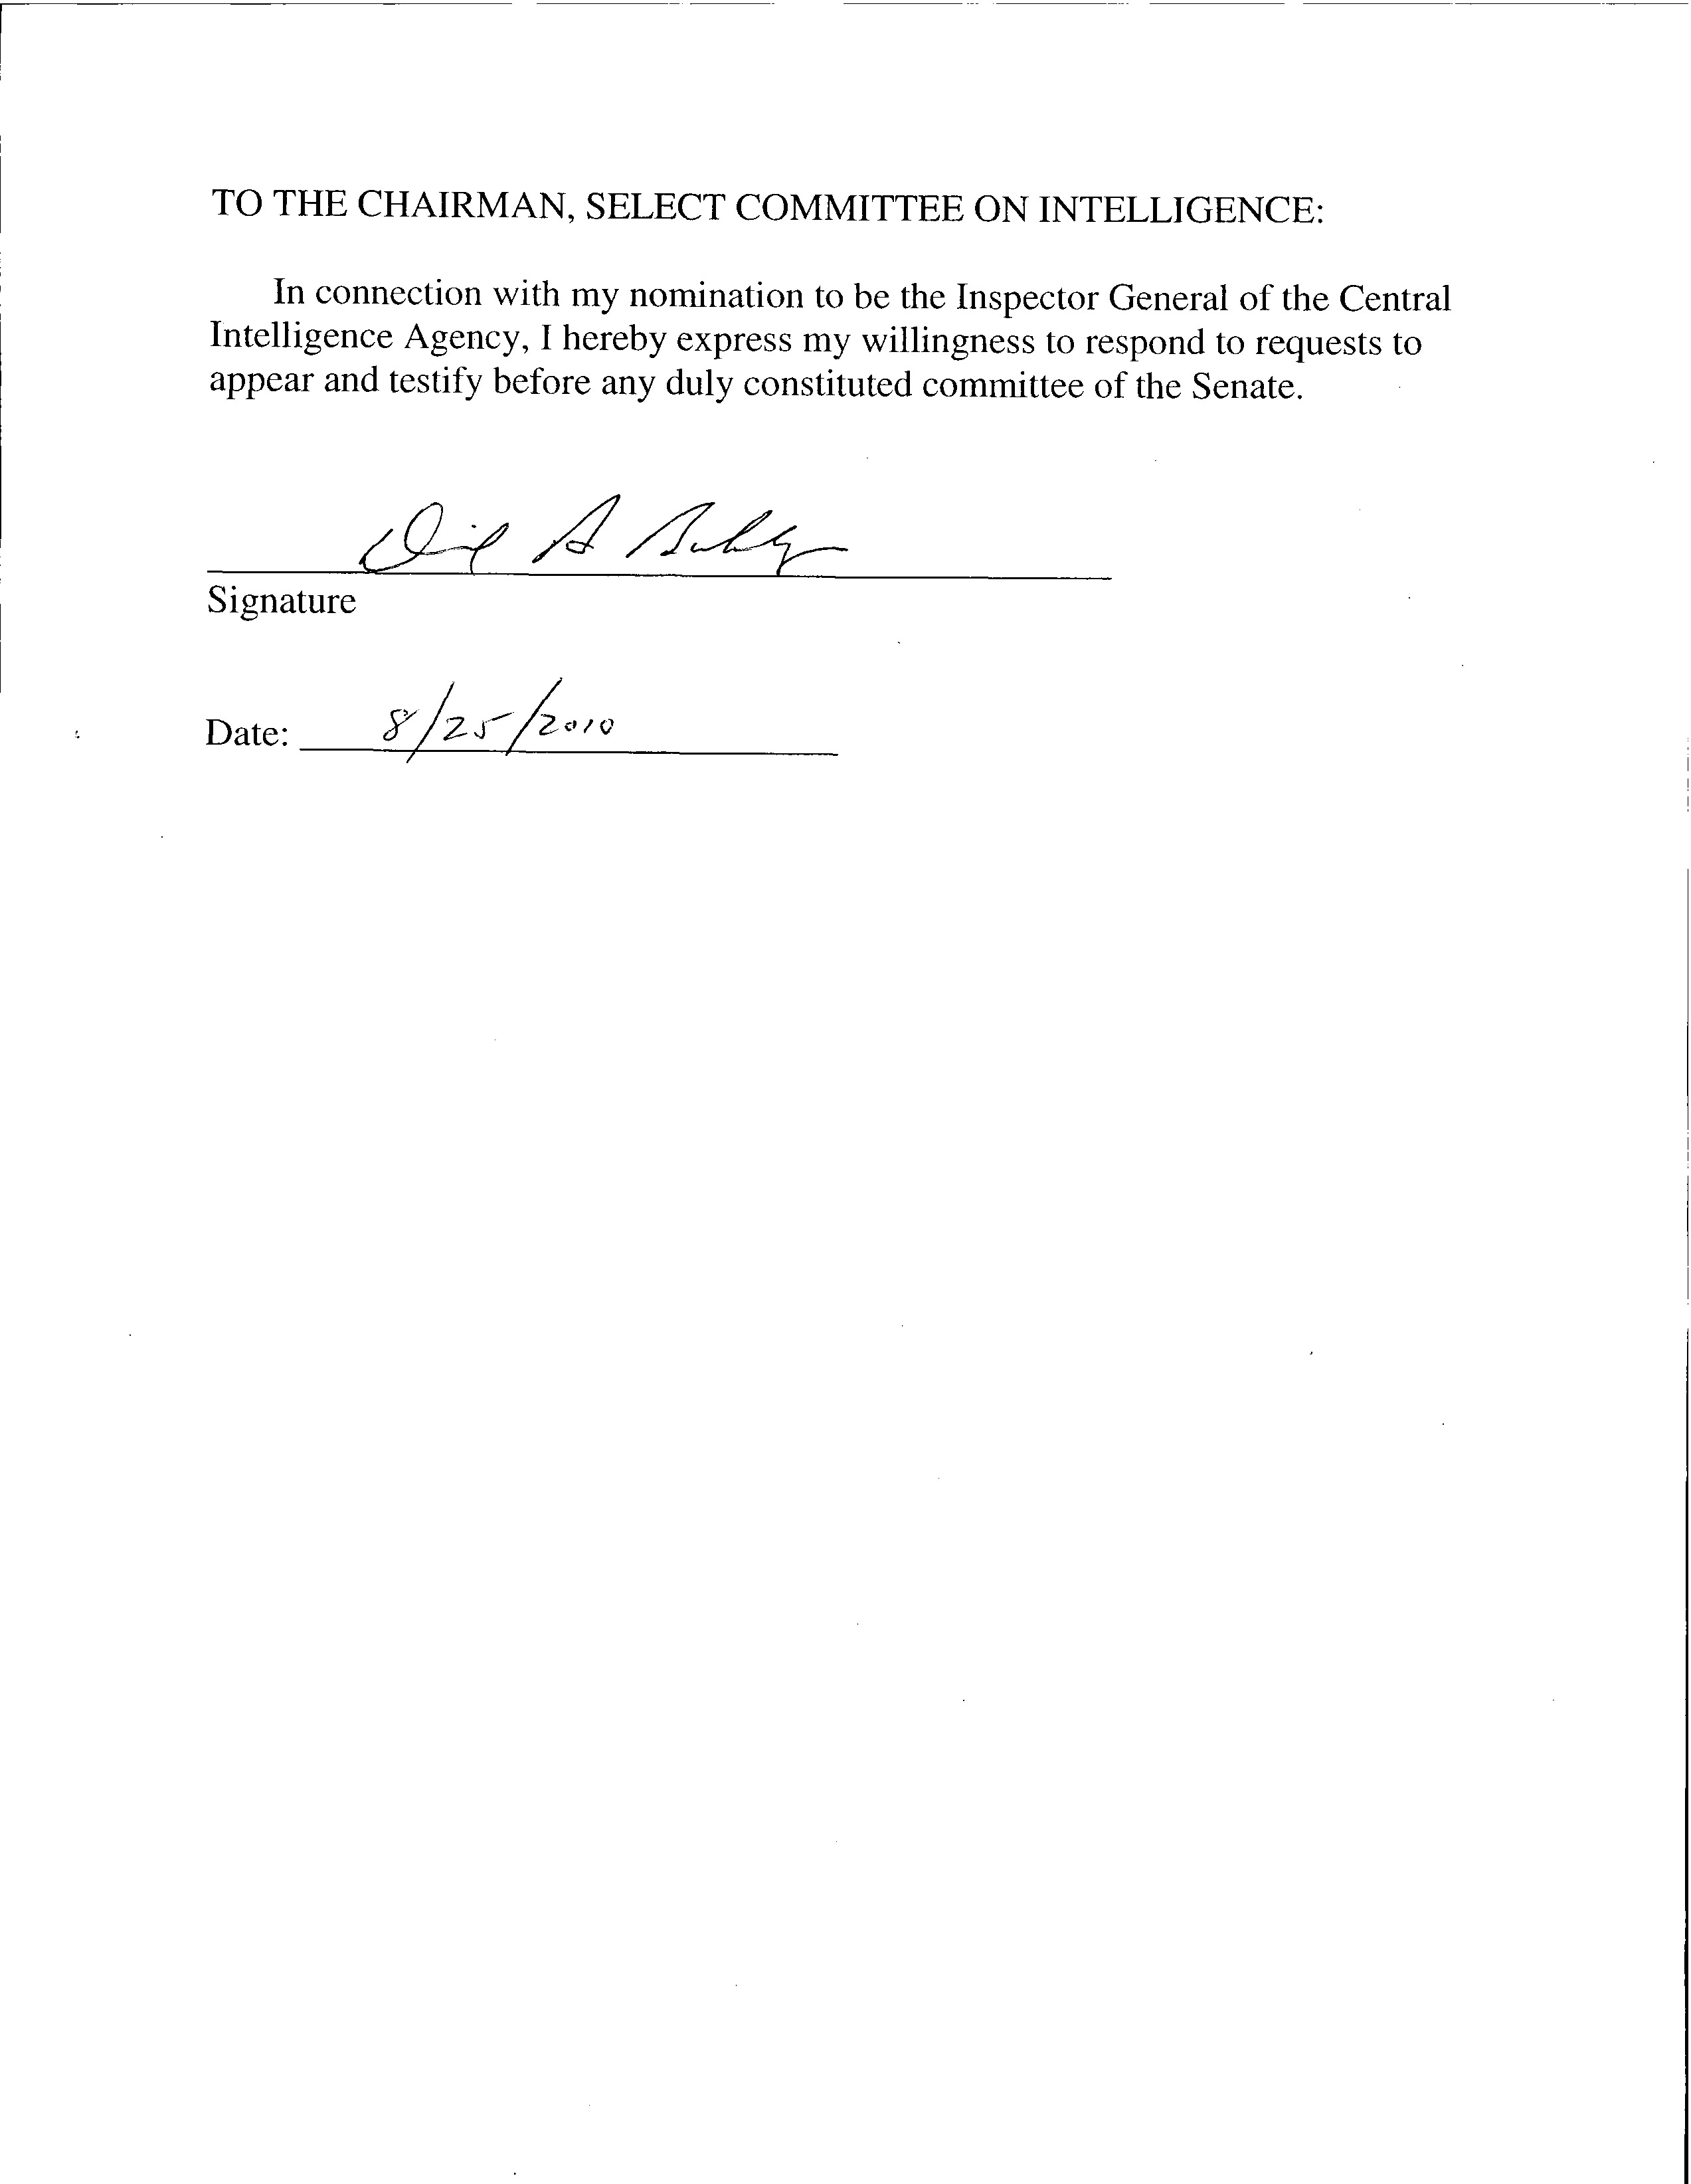 TO THE CHAIRMAN, SELECT COMMITTEE ON INTELLIGENCE:
In connection with my nomination to be the Inspector General of the Central
Intelligence Agency, I hereby express my willingness to respond to requests to
appear and testify before any duly constituted committee of the Senate.
A
Signature
Date: 8/25/2010